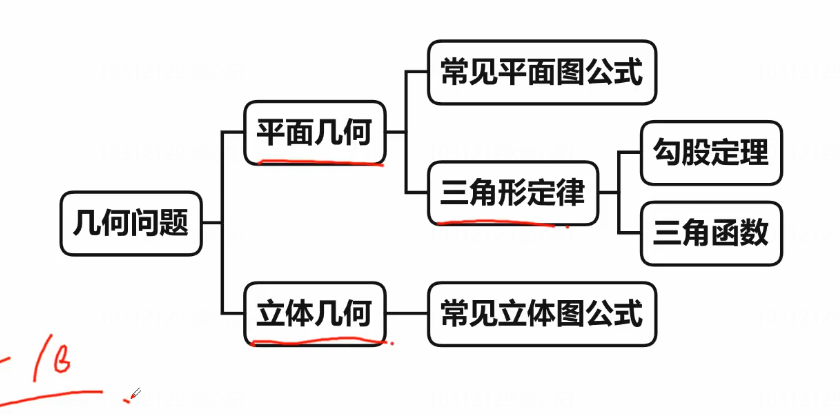 常见平面图公式
平面几何
勾股定理
三角形定律
几何问题
三角函数
立体几何
常见立体图公式